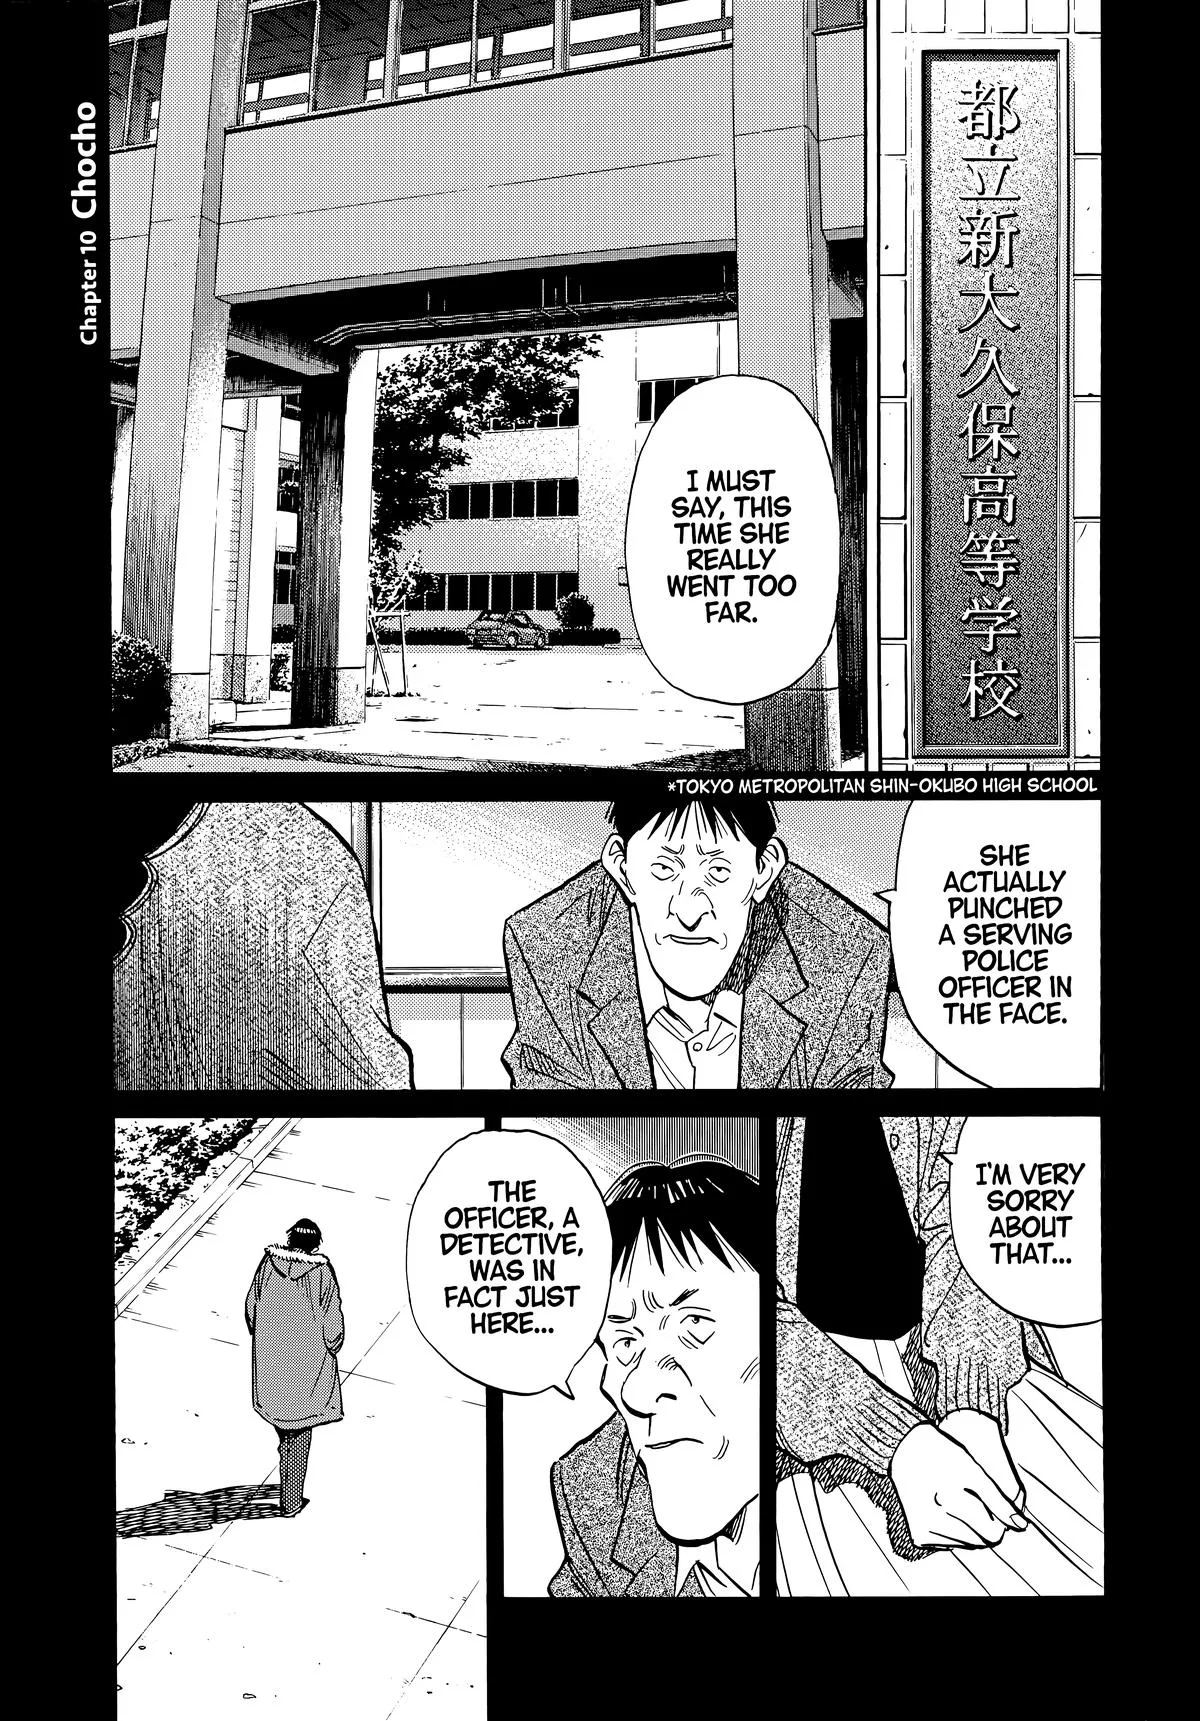 Chapter 10 Chocho
都立新大久保高等学校
I MUST
SAY, THIS
TIME SHE
REALLY
WENT TOO
FAR.
*TOKYO METROPOLITAN SHIN-OKUBO HIGH SCHOOL
SHE
ACTUALLY
PUNCHED
A SERVING
POLICE
OFFICER IN
THE FACE.
I'M VERY
SORRY
ABOUT
THAT...
THE
OFFICER, A
DETECTIVE,
WAS IN
FACT JUST
HERE...